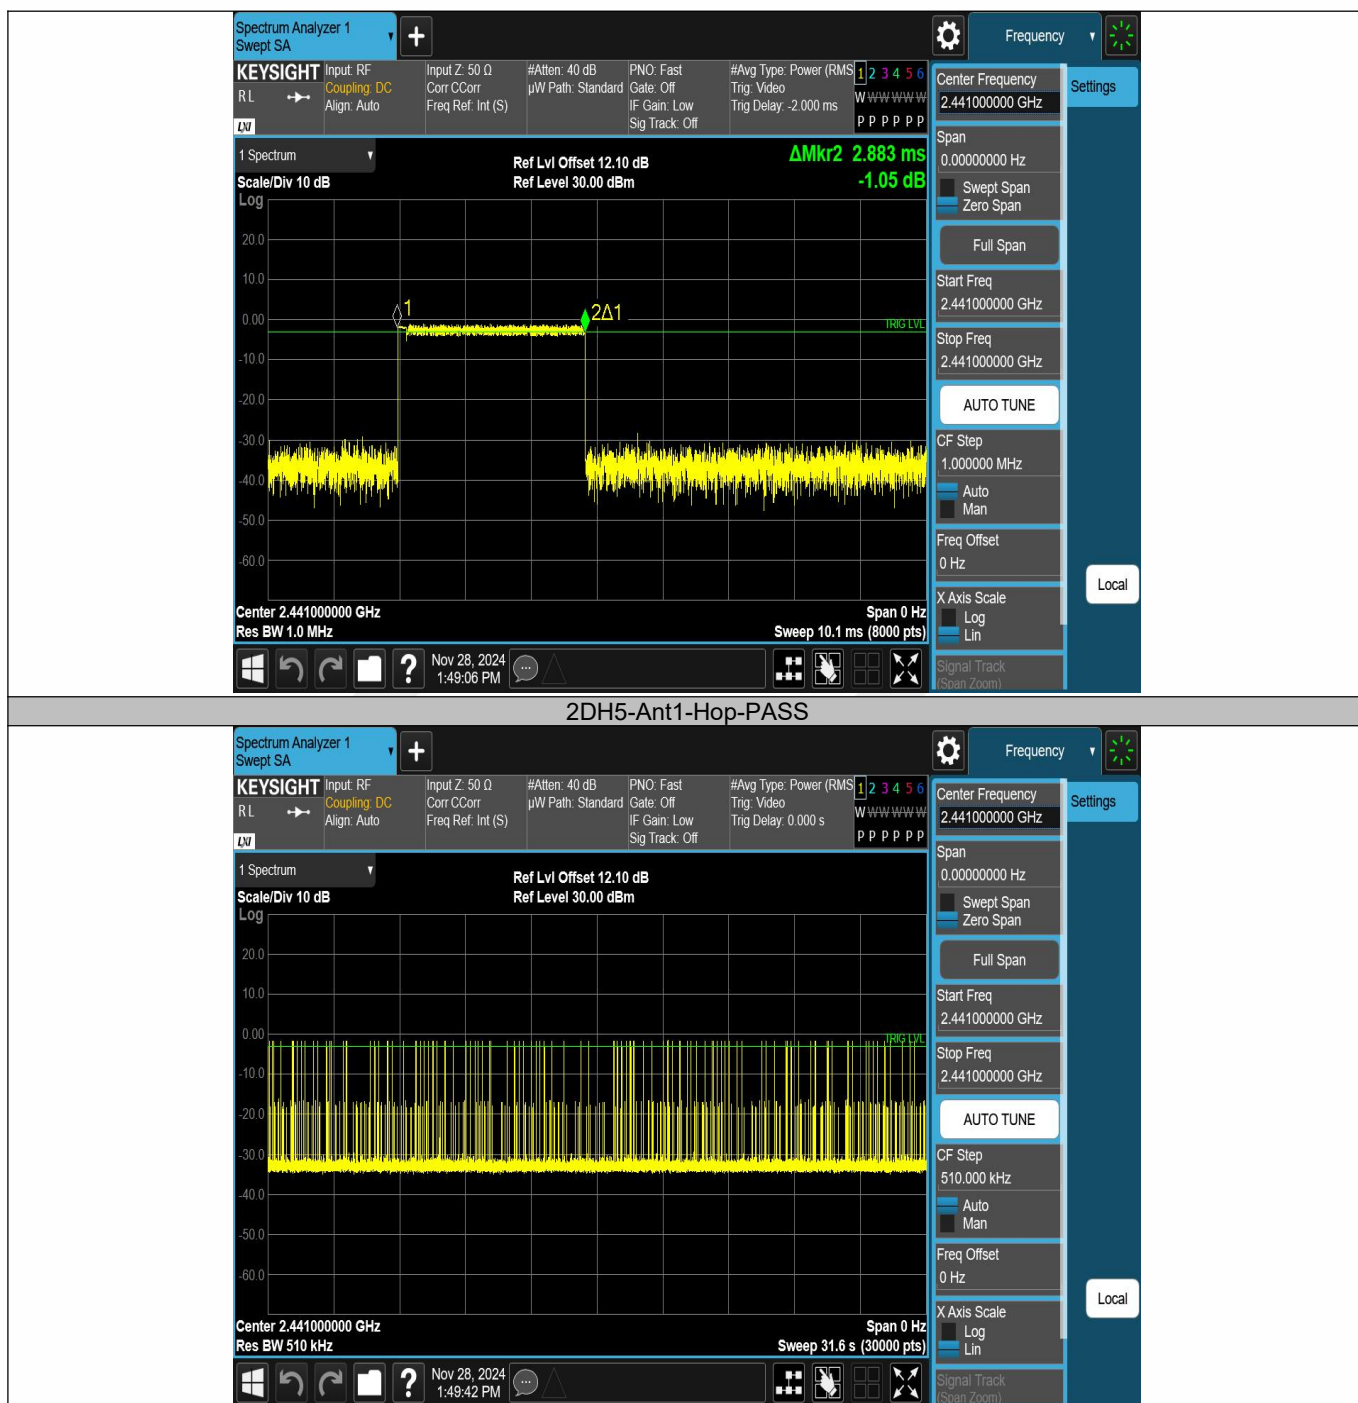 Spectrum Analyzer 1
Swept SA
+
Frequency
KEYSIGHT
R L
LXI
Input: RF
Coupling: DC
Align: Auto
Input Z: 50 Ω
Corr CCorr
Freq Ref: Int (S)
#Atten: 40 dB
µW Path: Standard
PNO: Fast
Gate: Off
IF Gain: Low
Sig Track: Off
#Avg Type: Power (RMS
Trig: Video
Trig Delay: -2.000 ms
1 2 3 4 5 6
W W W W W W
P P P P P P
Center Frequency
2.441000000 GHz
Settings
1 Spectrum
Scale/Div 10 dB
Log
Ref Lvl Offset 12.10 dB
Ref Level 30.00 dBm
ΔMkr2 2.883 ms
-1.05 dB
20.0
10.0
0.00
-10.0
-20.0
-30.0
-40.0
-50.0
-60.0
1
2Δ1
TRIG LVL
Span
0.00000000 Hz
Swept Span
Zero Span
Full Span
Start Freq
2.441000000 GHz
Stop Freq
2.441000000 GHz
AUTO TUNE
CF Step
1.000000 MHz
Auto
Man
Freq Offset
0 Hz
X Axis Scale
Log
Lin
Signal Track
(Span Zoom)
Local
Center 2.441000000 GHz
Res BW 1.0 MHz
Span 0 Hz
Sweep 10.1 ms (8000 pts)
?
Nov 28, 2024
1:49:06 PM
2DH5-Ant1-Hop-PASS
Spectrum Analyzer 1
Swept SA
+
Frequency
KEYSIGHT
R L
LXI
Input: RF
Coupling: DC
Align: Auto
Input Z: 50 Ω
Corr CCorr
Freq Ref: Int (S)
#Atten: 40 dB
µW Path: Standard
PNO: Fast
Gate: Off
IF Gain: Low
Sig Track: Off
#Avg Type: Power (RMS
Trig: Video
Trig Delay: 0.000 s
1 2 3 4 5 6
W W W W W W
P P P P P P
Center Frequency
2.441000000 GHz
Settings
1 Spectrum
Scale/Div 10 dB
Log
Ref Lvl Offset 12.10 dB
Ref Level 30.00 dBm
20.0
10.0
0.00
-10.0
-20.0
-30.0
-40.0
-50.0
-60.0
TRIG LVL
Span
0.00000000 Hz
Swept Span
Zero Span
Full Span
Start Freq
2.441000000 GHz
Stop Freq
2.441000000 GHz
AUTO TUNE
CF Step
510.000 kHz
Auto
Man
Freq Offset
0 Hz
X Axis Scale
Log
Lin
Signal Track
(Span Zoom)
Local
Center 2.441000000 GHz
Res BW 510 kHz
Span 0 Hz
Sweep 31.6 s (30000 pts)
?
Nov 28, 2024
1:49:42 PM